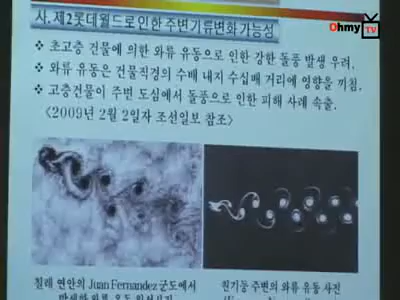 Ohmy TV
사. 제2롯데월드로 인한 주변 기류변화 가능성
❖ 초고층 건물에 의한 와류 유동으로 인한 강한 돌풍 발생 우려.
❖ 와류 유동은 건물직경의 수배 내지 수십배 거리에 영향을 끼침.
❖ 고층건물이 주변 도심에서 돌풍으로 인한 피해 사례 속출.
<2009년 2월 2일자 조선일보 참조>
칠레 연안의 Juan Fernandez 군도에서
친기둥 주변의 와류 유동 사진